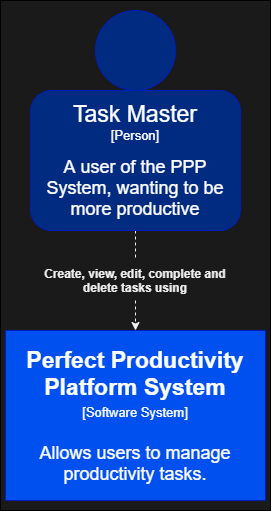 Task Master
[Person]
A user of the PPP
System, wanting to be
more productive
Create, view, edit, complete and
delete tasks using
Perfect Productivity
Platform System
[Software System]
Allows users to manage
productivity tasks.